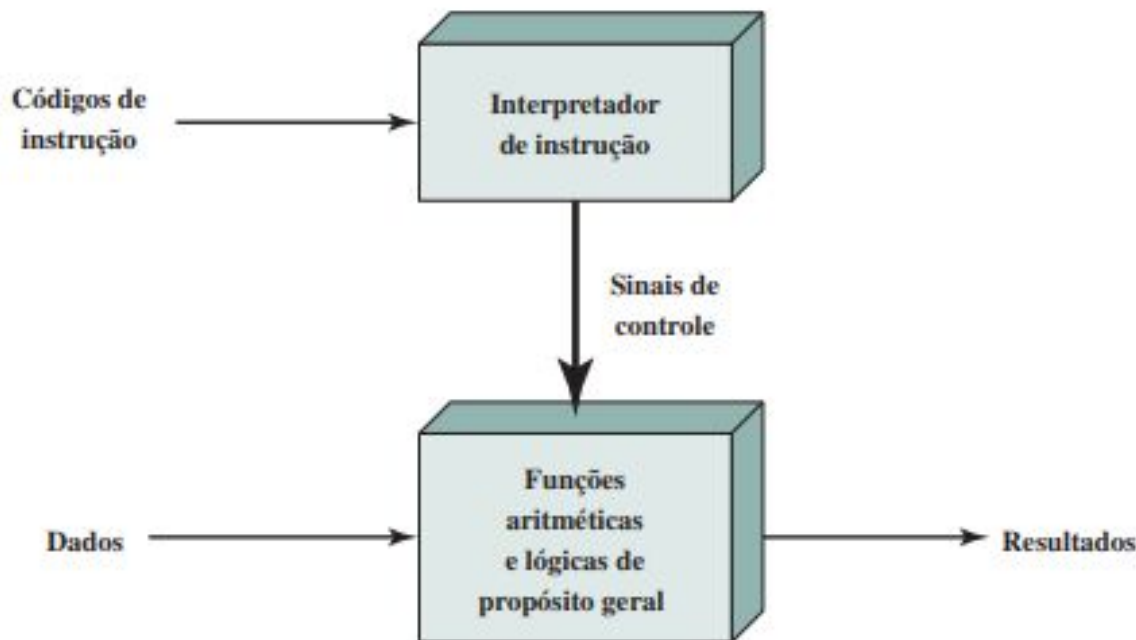 Códigos de
instrução
Interpretador
de instrução
Sinais de
controle
Dados
Funções
aritméticas
e lógicas de
propósito geral
Resultados